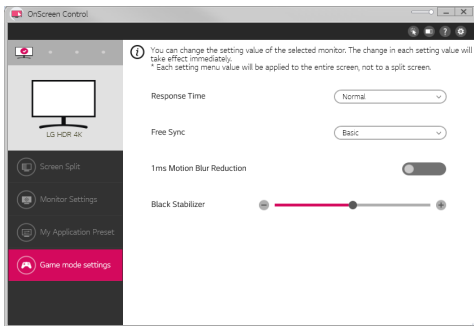 OnScreen Control
You can change the setting value of the selected monitor. The change in each setting value will
take effect immediately.
* Each setting menu value will be applied to the entire screen, not to a split screen.
LG HDR 4K
Screen Split
Monitor Settings
My Application Preset
Game mode settings
Response Time
Normal
Free Sync
Basic
1ms Motion Blur Reduction
Black Stabilizer